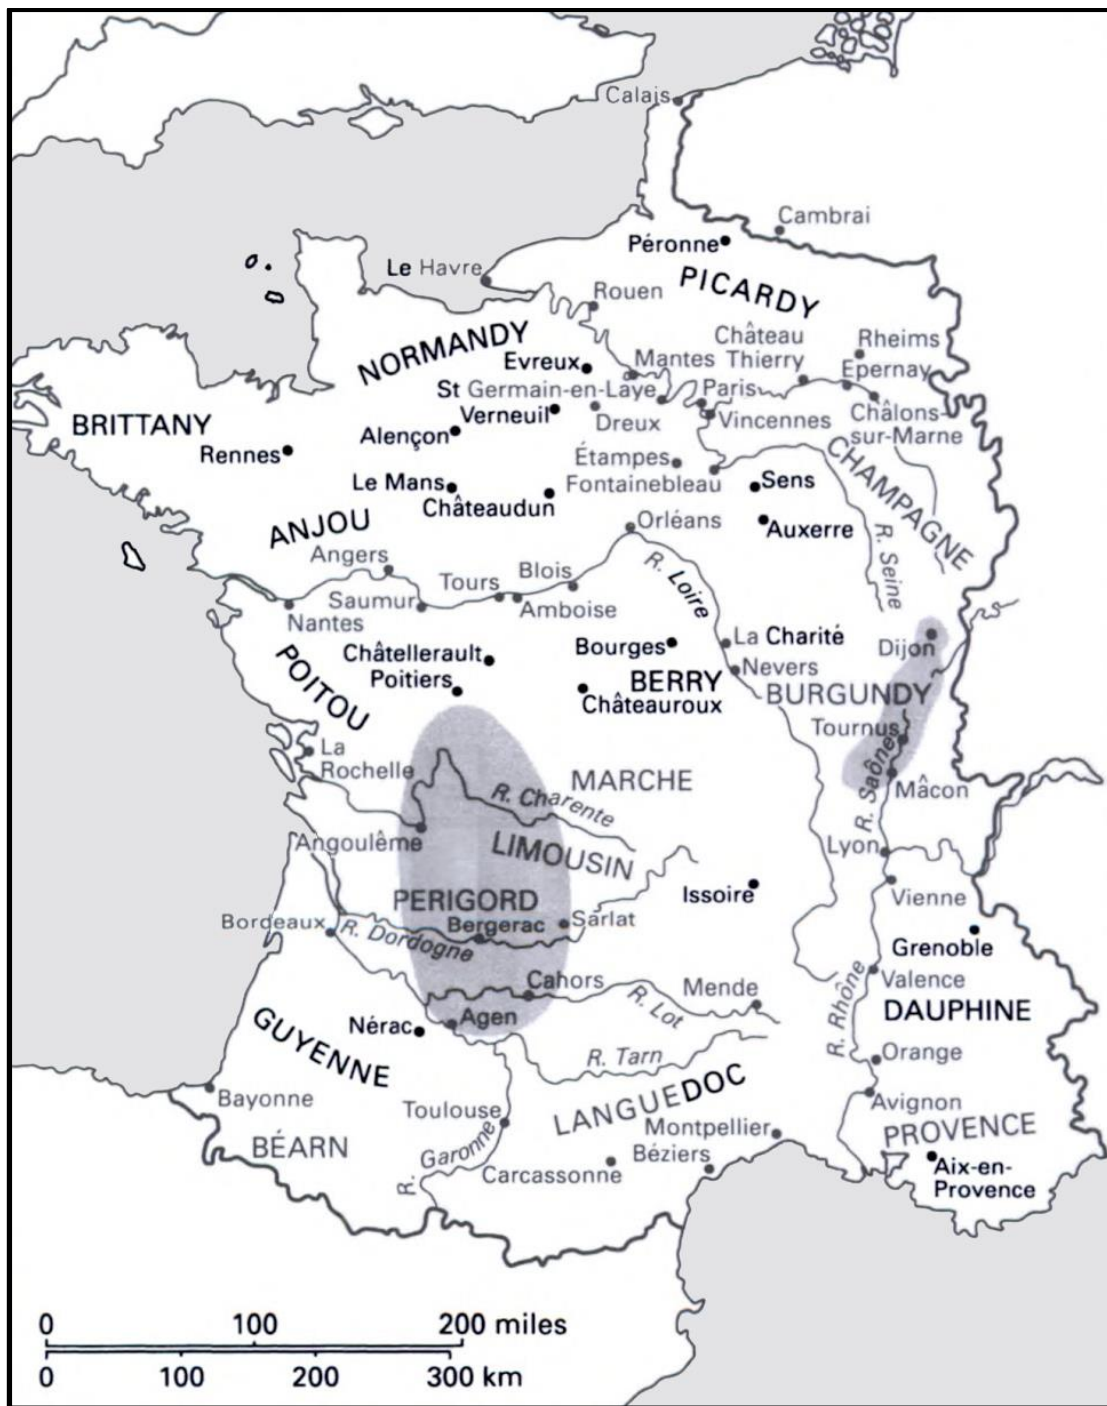 Calais
Cambrai
Péronne
PICARDY
Le Havre
Rouen
NORMANDY
Château
Thierry
Rheims
Epernay
Evreux
Mantes
St Germain-en-Laye
Paris
Verneuil
Dreux
Vincennes
Châlons-
sur-Marne
BRITTANY
Alençon
Rennes
Étampes
Fontainebleau
CHAMPAGNE
Le Mans
Châteaudun
Sens
ANJOU
Orléans
Auxerre
R. Seine
Angers
Tours
Blois
R. Loire
Saumur
Amboise
Nantes
La Charité
Dijon
Bourges
Châtellerault
Nevers
POITOU
Poitiers
BERRY
BURGUNDY
Châteauroux
Tournus
La
Rochelle
MARCHE
R. Saône
Mâcon
R. Charente
Angoulême
LIMOUSIN
Lyon
PERIGORD
Issoire
Vienne
Bordeaux
R. Dordogne
Bergerac
Sarlat
Grenoble
Cahors
Mende
Valence
R. Lot
R. Rhône
DAUPHINE
GUYENNE
Nérac
Agen
R. Tarn
Orange
Bayonne
LANGUEDOC
Avignon
Toulouse
Montpellier
PROVENCE
BÉARN
R. Garonne
Carcassonne
Béziers
Aix-en-
Provence
0 100 200 miles
0 100 200 300 km